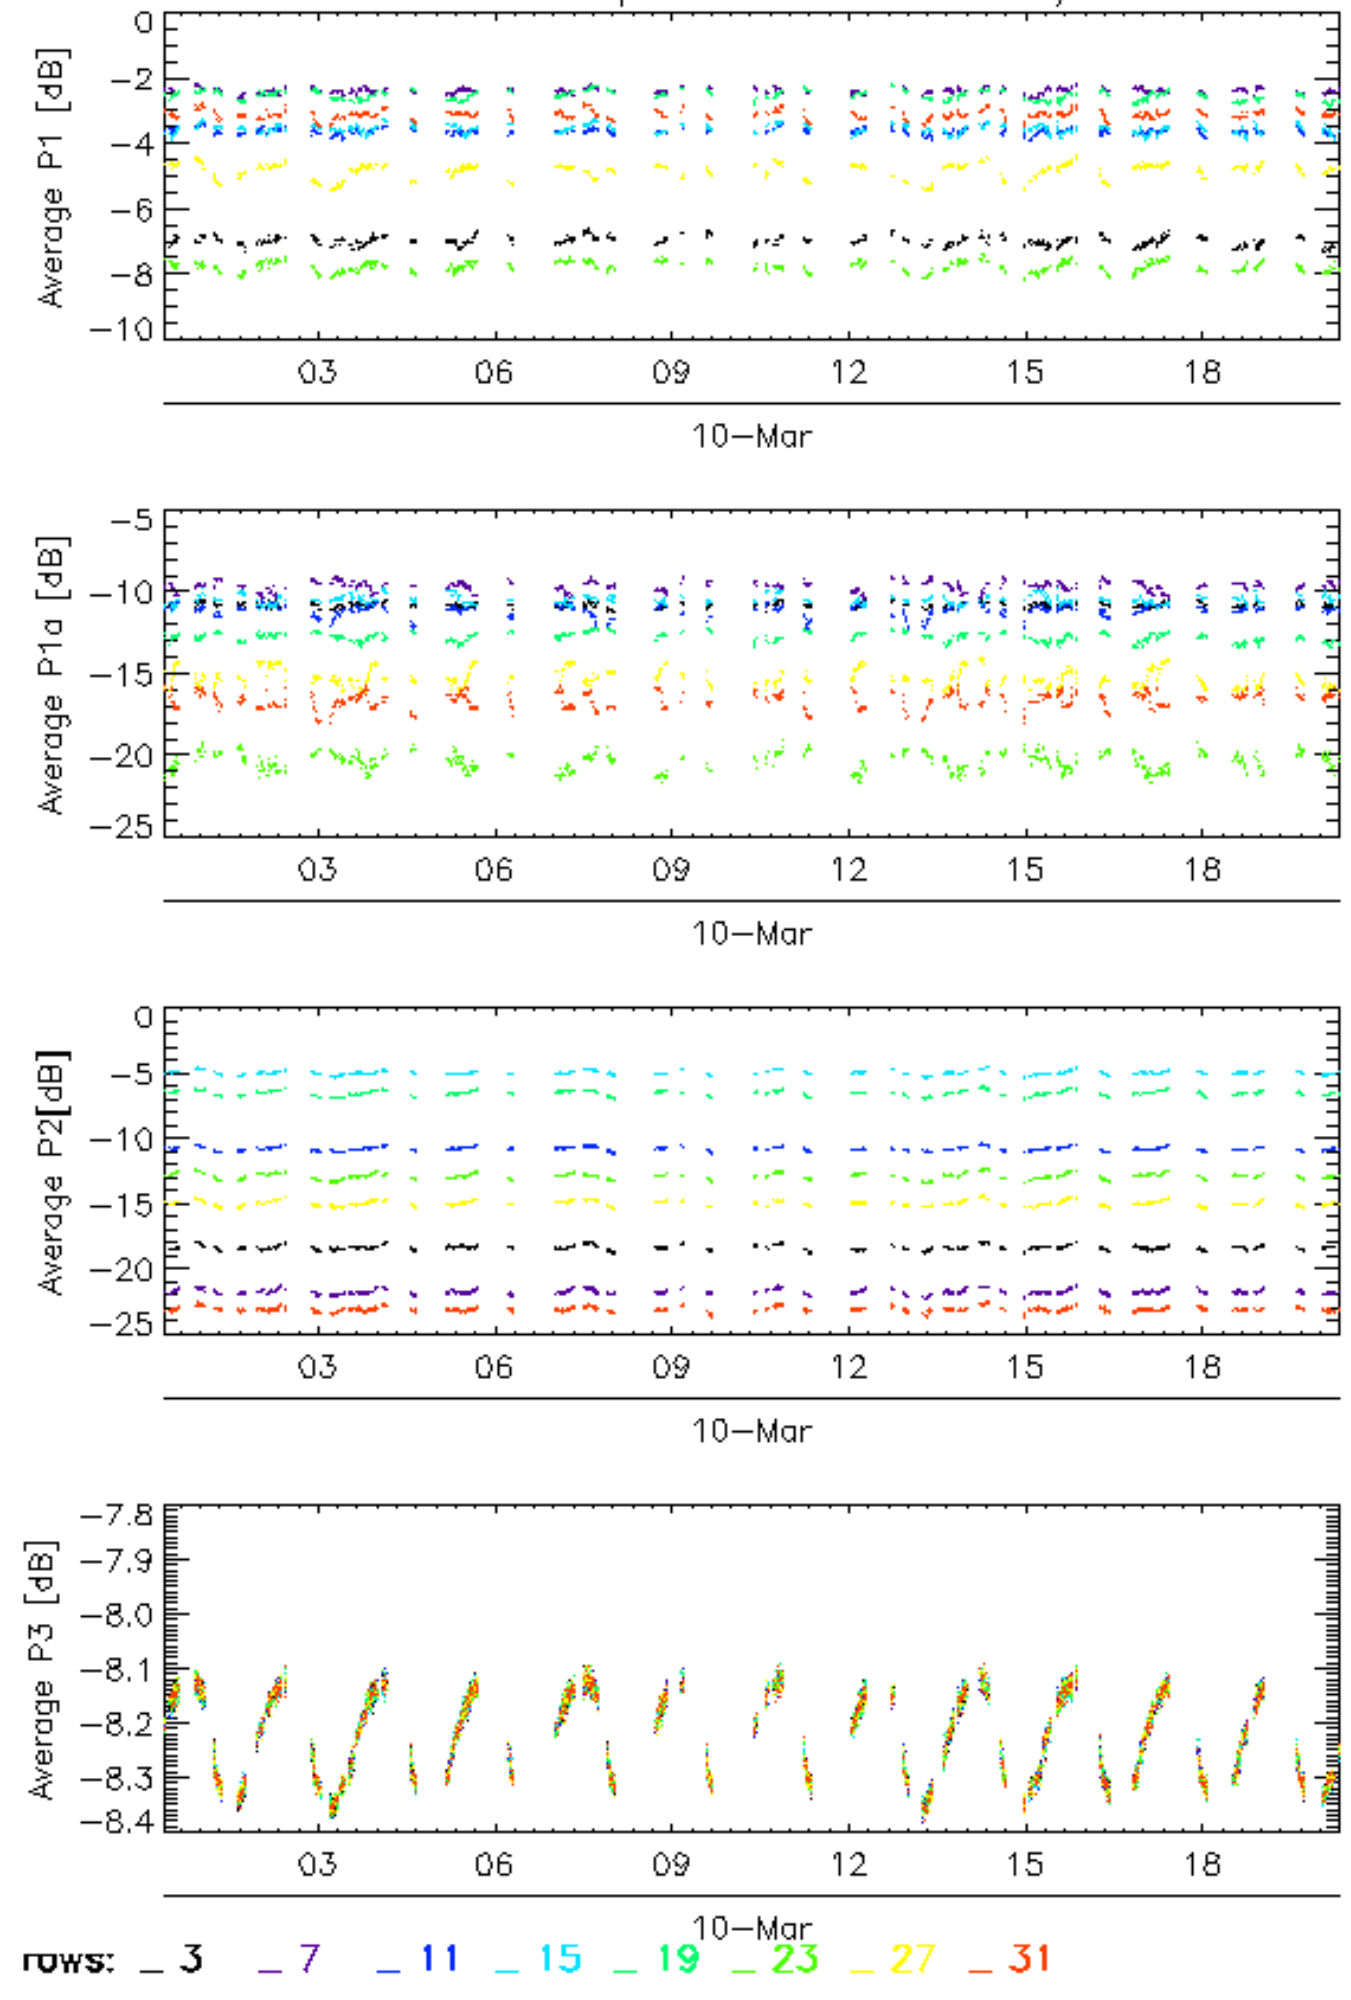 0
−2
−4
−6
−8
−10
Average P1 [dB]
03 06 09 12 15 18
10−Mar
−5
−10
−15
−20
−25
Average P1a [dB]
03 06 09 12 15 18
10−Mar
0
−5
−10
−15
−20
−25
Average P2[dB]
03 06 09 12 15 18
10−Mar
−7.8
−7.9
−8.0
−8.1
−8.2
−8.3
−8.4
Average P3 [dB]
03 06 09 12 15 18
10−Mar
rows: _ 3 _ 7 _ 11 _ 15 _ 19 _ 23 _ 27 _ 31